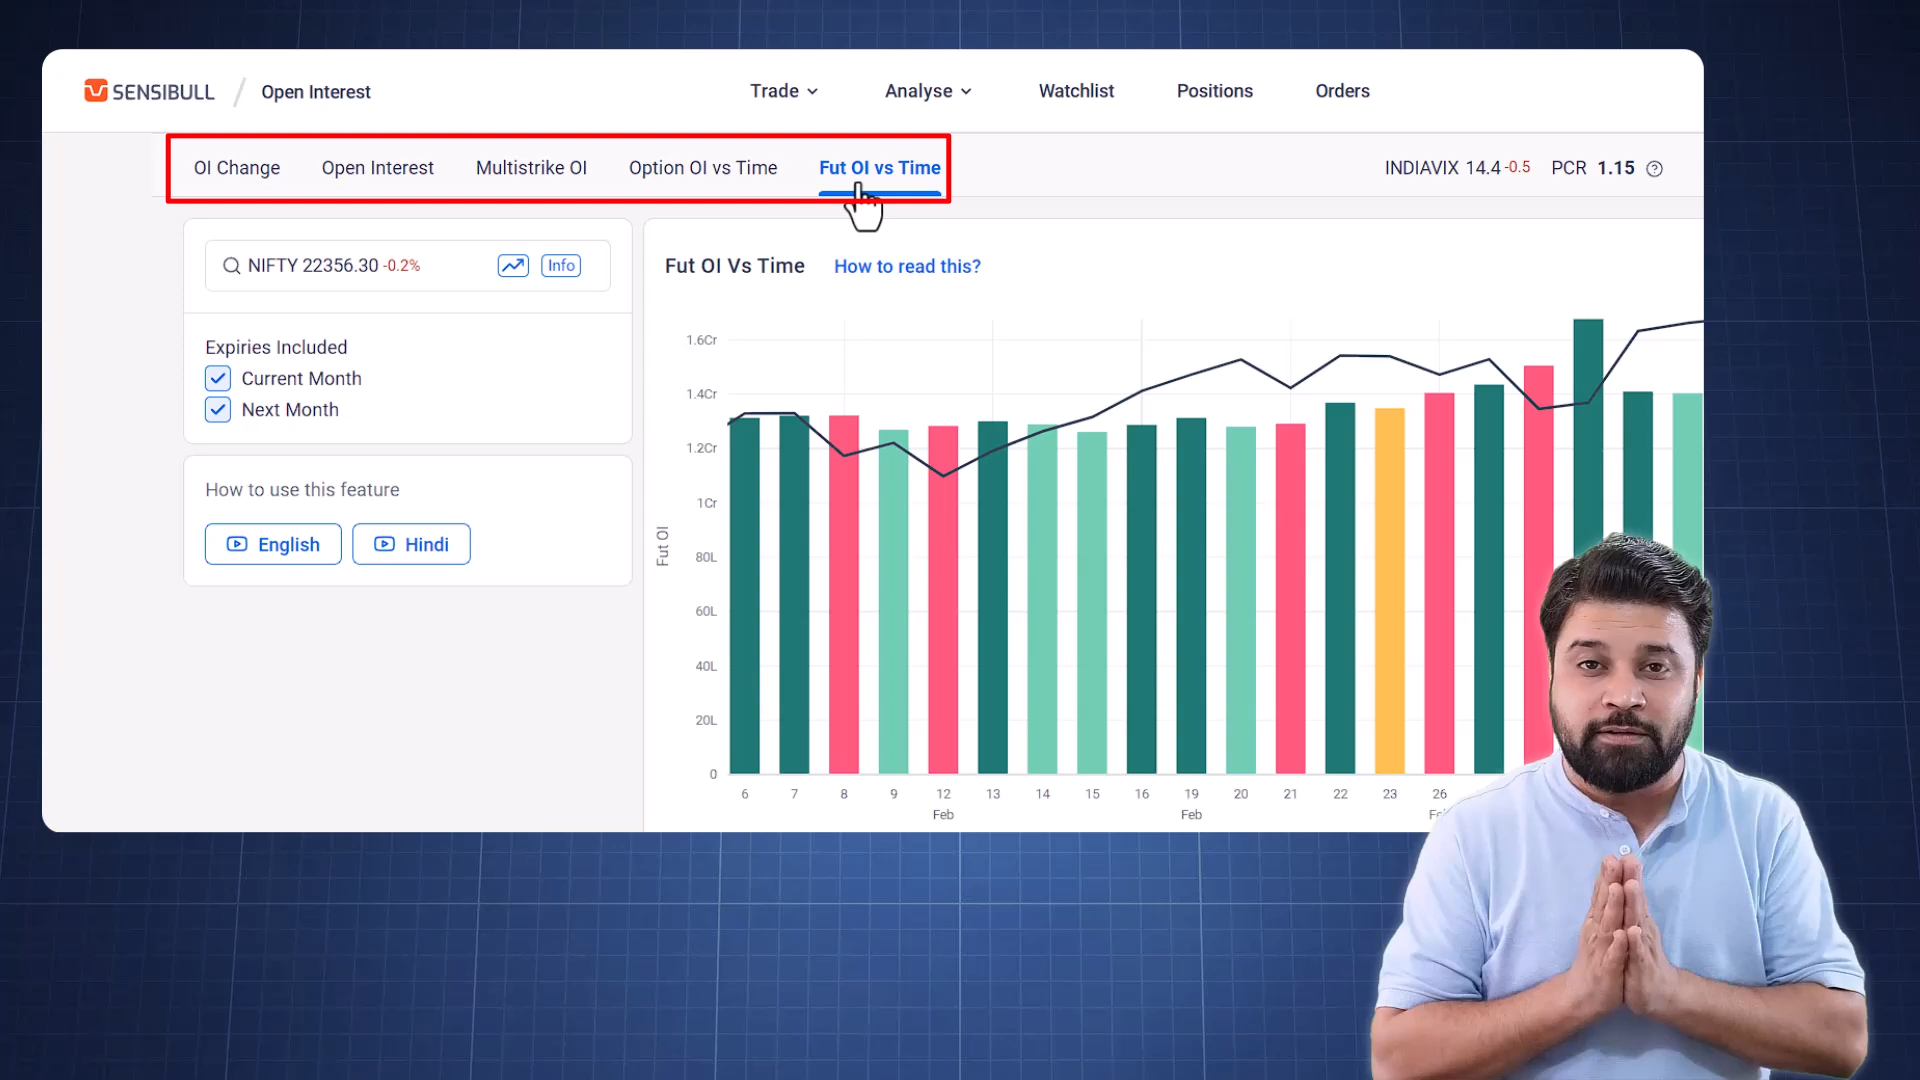 SENSIBULL / Open Interest
Trade
Analyse
Watchlist
Positions
Orders
OI Change
Open Interest
Multistrike OI
Option OI vs Time
Fut OI vs Time
INDIAVIX 14.4 -0.5 PCR 1.15
NIFTY 22356.30 -0.2%
Info
Expiries Included
Current Month
Next Month
How to use this feature
English
Hindi
Fut OI Vs Time
How to read this?
1.6Cr
1.4Cr
1.2Cr
1Cr
80L
60L
40L
20L
0
Fut OI
6 7 8 9 12 13 14 15 16 19 20 21 22 23 26
Feb
Feb